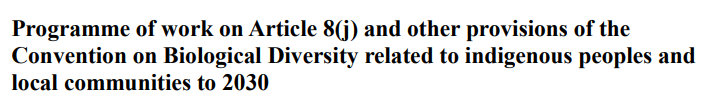 Programme of work on Article 8(j) and other provisions of the
Convention on Biological Diversity related to indigenous peoples and
local communities to 2030